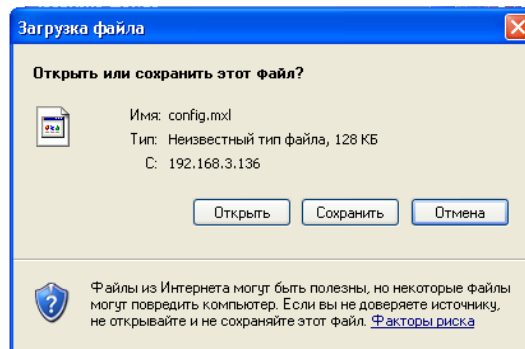 Загрузка файла
Открыть или сохранить этот файл?
Имя: config.mxl
Тип: Неизвестный тип файла, 128 КБ
С: 192.168.3.136
Открыть Сохранить Отмена
Файлы из Интернета могут быть полезны, но некоторые файлы
могут повредить компьютер. Если вы не доверяете источнику,
не открывайте и не сохраняйте этот файл. Факторы риска